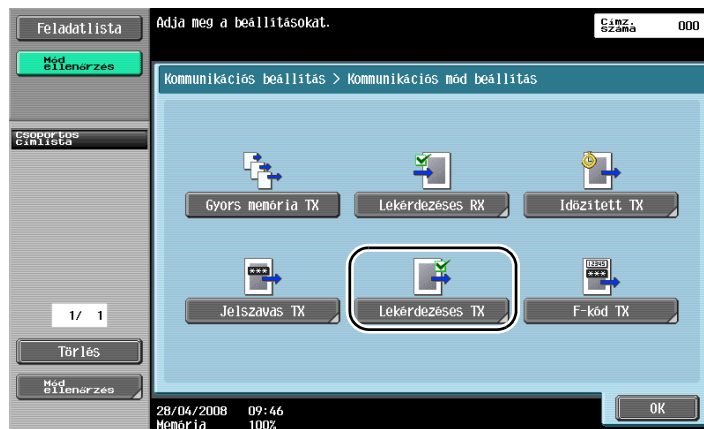 Feladatlista
Mód
ellenőrzés
Csoportos
címlista
1/ 1
Törlés
Mód
ellenőrzés
Adja meg a beállításokat.
Címz.
száma 000
Kommunikációs beállítás > Kommunikációs mód beállítás
Gyors memória TX
Lekérdezéses RX
Időzített TX
Jelszavas TX
Lekérdezéses TX
12345
F-kód TX
28/04/2008 09:46
Memória 100%
OK